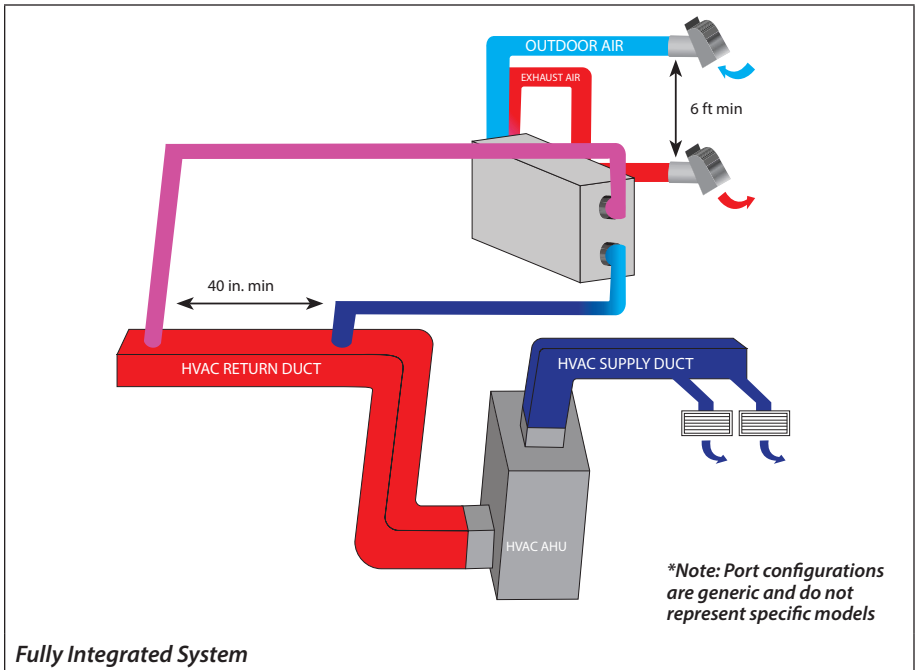 OUTDOOR AIR
EXHAUST AIR
6 ft min
40 in. min
HVAC RETURN DUCT
HVAC SUPPLY DUCT
HVAC AHU
*Note: Port configurations
are generic and do not
represent specific models
Fully Integrated System